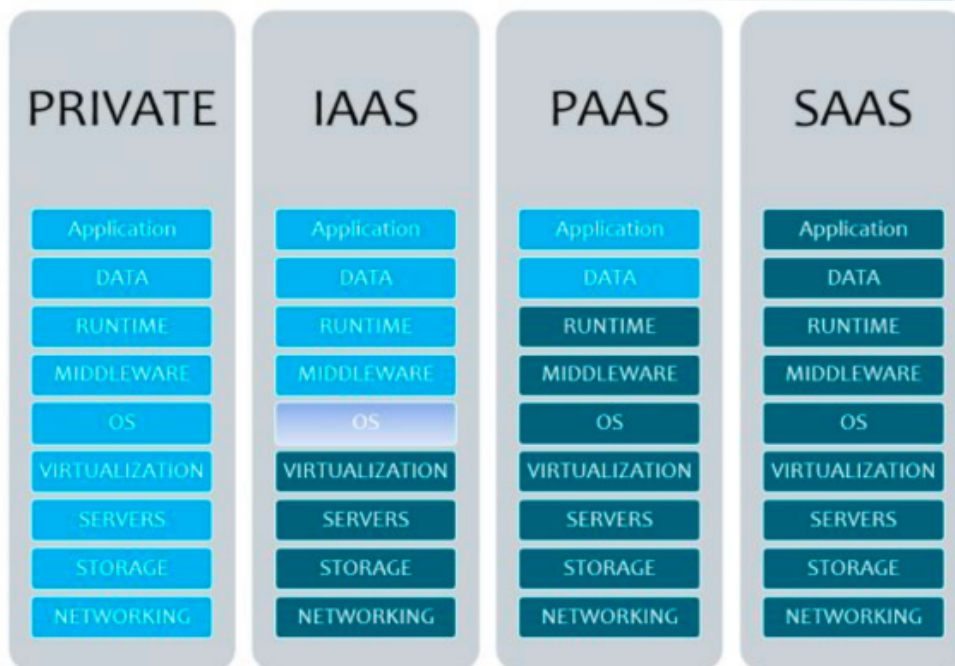 PRIVATE
Application
DATA
RUNTIME
MIDDLEWARE
OS
VIRTUALIZATION
SERVERS
STORAGE
NETWORKING
IAAS
Application
DATA
RUNTIME
MIDDLEWARE
OS
VIRTUALIZATION
SERVERS
STORAGE
NETWORKING
PAAS
Application
DATA
RUNTIME
MIDDLEWARE
OS
VIRTUALIZATION
SERVERS
STORAGE
NETWORKING
SAAS
Application
DATA
RUNTIME
MIDDLEWARE
OS
VIRTUALIZATION
SERVERS
STORAGE
NETWORKING